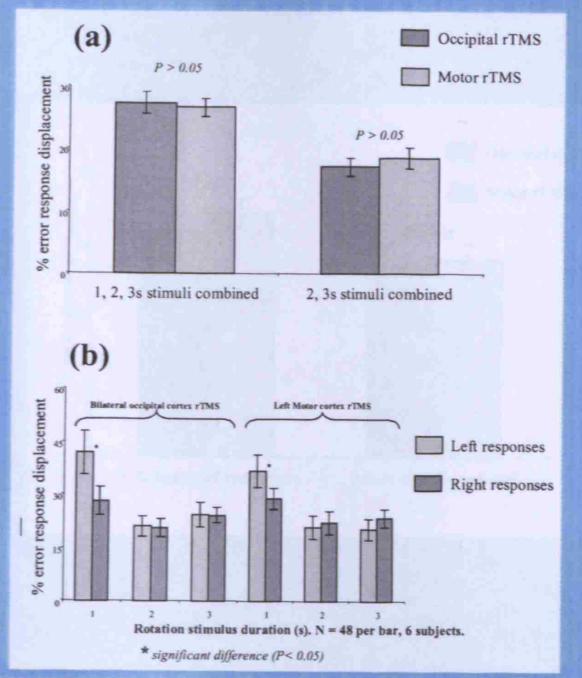 (a)
Occipital rTMS
Motor rTMS
P > 0.05
P > 0.05
% error response displacement
30
20
10
0
1, 2, 3s stimuli combined
2, 3s stimuli combined
(b)
Bilateral occipital cortex rTMS
Left Motor cortex rTMS
Left responses
Right responses
% error response displacement
60
45
30
15
0
*
*
1 2 3 1 2 3
Rotation stimulus duration (s). N = 48 per bar, 6 subjects.
* significant difference (P< 0.05)